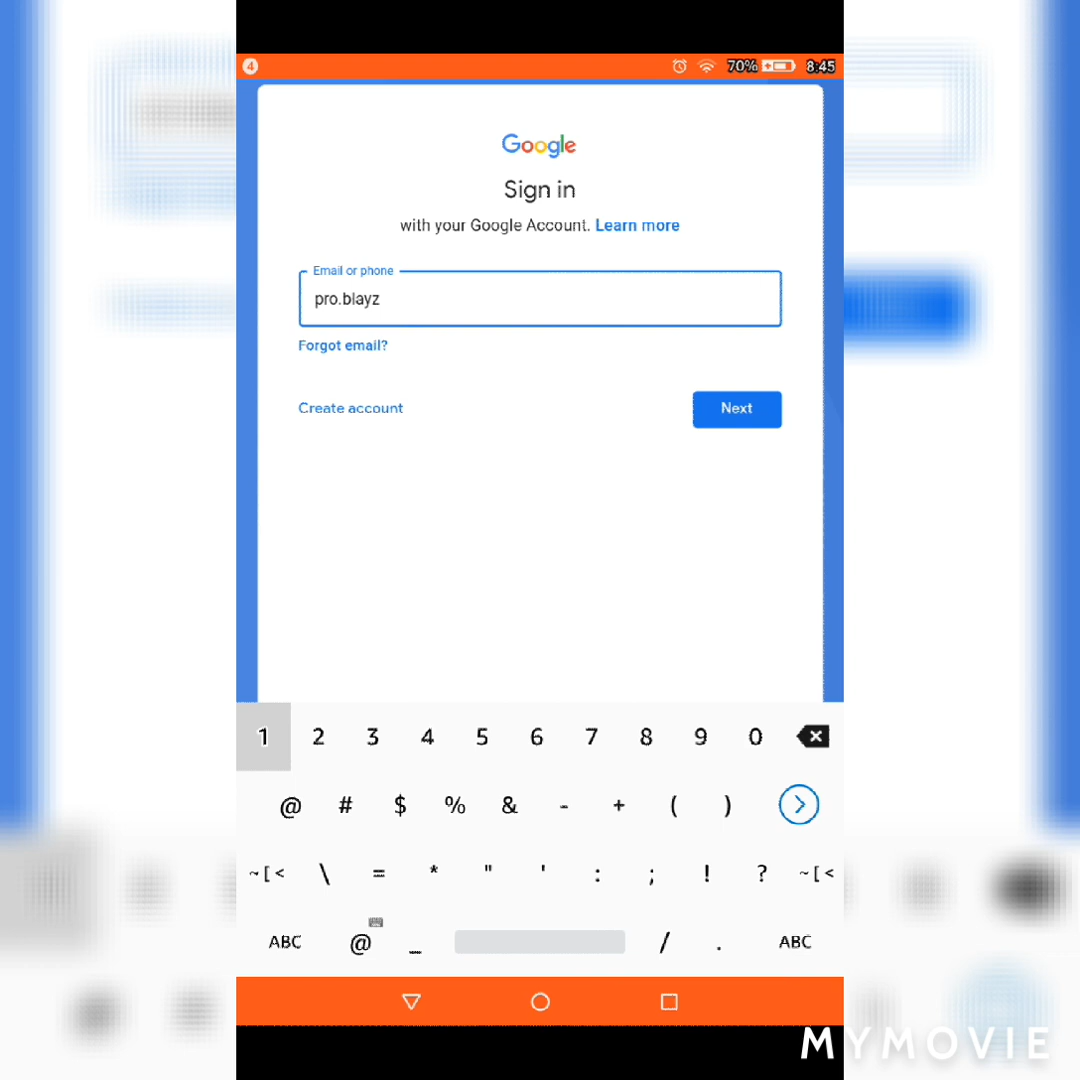 4 70% 8:45
Google
Sign in
with your Google Account. Learn more
Email or phone
pro.blayz
Forgot email?
Create account Next
1 2 3 4 5 6 7 8 9 0
@ # $ % & - + ( )
~[< \ = * " ' : ; ! ? ~[<
ABC @ _ / . ABC
MYMOVIE